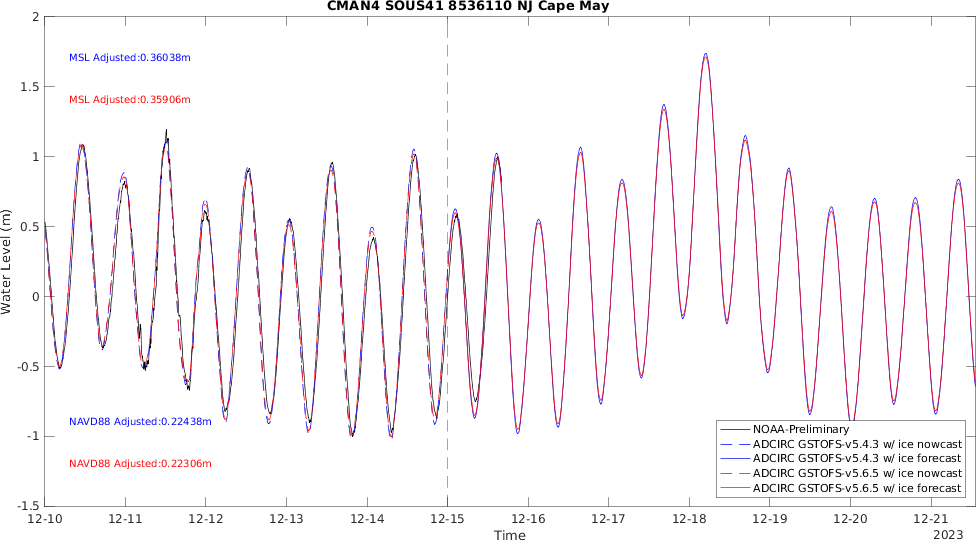 CMAN4 SOUS41 8536110 NJ Cape May
2
1.5
1
0.5
0
-0.5
-1
-1.5
Water Level (m)
MSL Adjusted:0.36038m
MSL Adjusted:0.35906m
NAVD88 Adjusted:0.22438m
NAVD88 Adjusted:0.22306m
NOAA-Preliminary
ADCIRC GSTOFS-v5.4.3 w/ ice nowcast
ADCIRC GSTOFS-v5.4.3 w/ ice forecast
ADCIRC GSTOFS-v5.6.5 w/ ice nowcast
ADCIRC GSTOFS-v5.6.5 w/ ice forecast
12-10 12-11 12-12 12-13 12-14 12-15 12-16 12-17 12-18 12-19 12-20 12-21
Time
2023